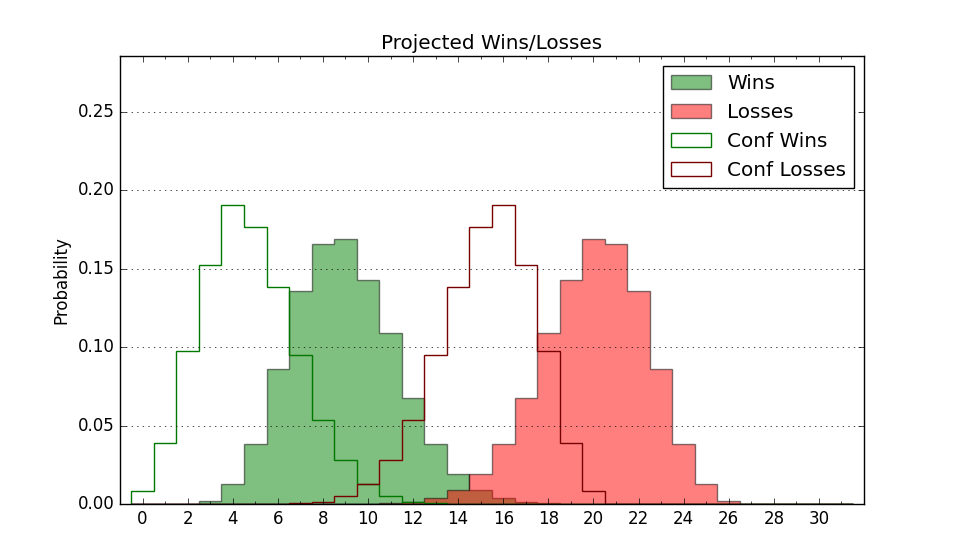 Projected Wins/Losses
Wins
Losses
Conf Wins
Conf Losses
Probability
0.25
0.20
0.15
0.10
0.05
0.00
0 2 4 6 8 10 12 14 16 18 20 22 24 26 28 30